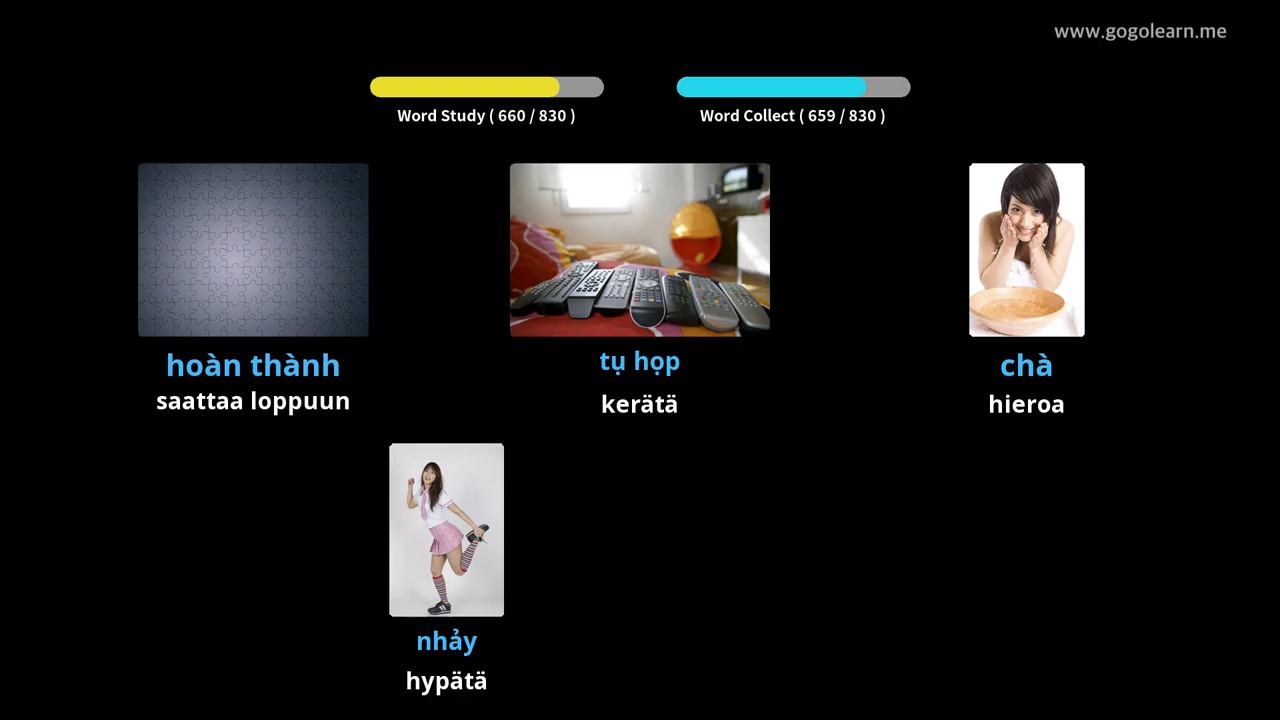 www.gogolearn.me
Word Study ( 660 / 830 )
Word Collect ( 659 / 830 )
hoàn thành
saattaa loppuun
tụ họp
kerätä
chà
hieroa
nhảy
hypätä